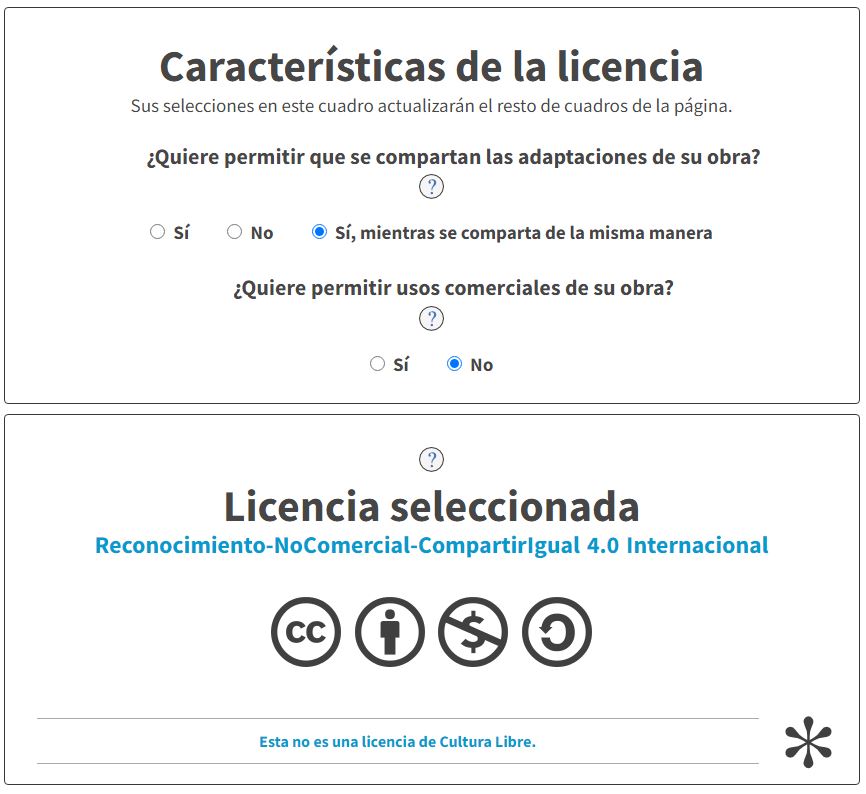 Características de la licencia
Sus selecciones en este cuadro actualizarán el resto de cuadros de la página.
¿Quiere permitir que se compartan las adaptaciones de su obra?
?
Sí No Sí, mientras se comparta de la misma manera
¿Quiere permitir usos comerciales de su obra?
?
Sí No
?
Licencia seleccionada
Reconocimiento-NoComercial-CompartirIgual 4.0 Internacional
cc $
Esta no es una licencia de Cultura Libre.